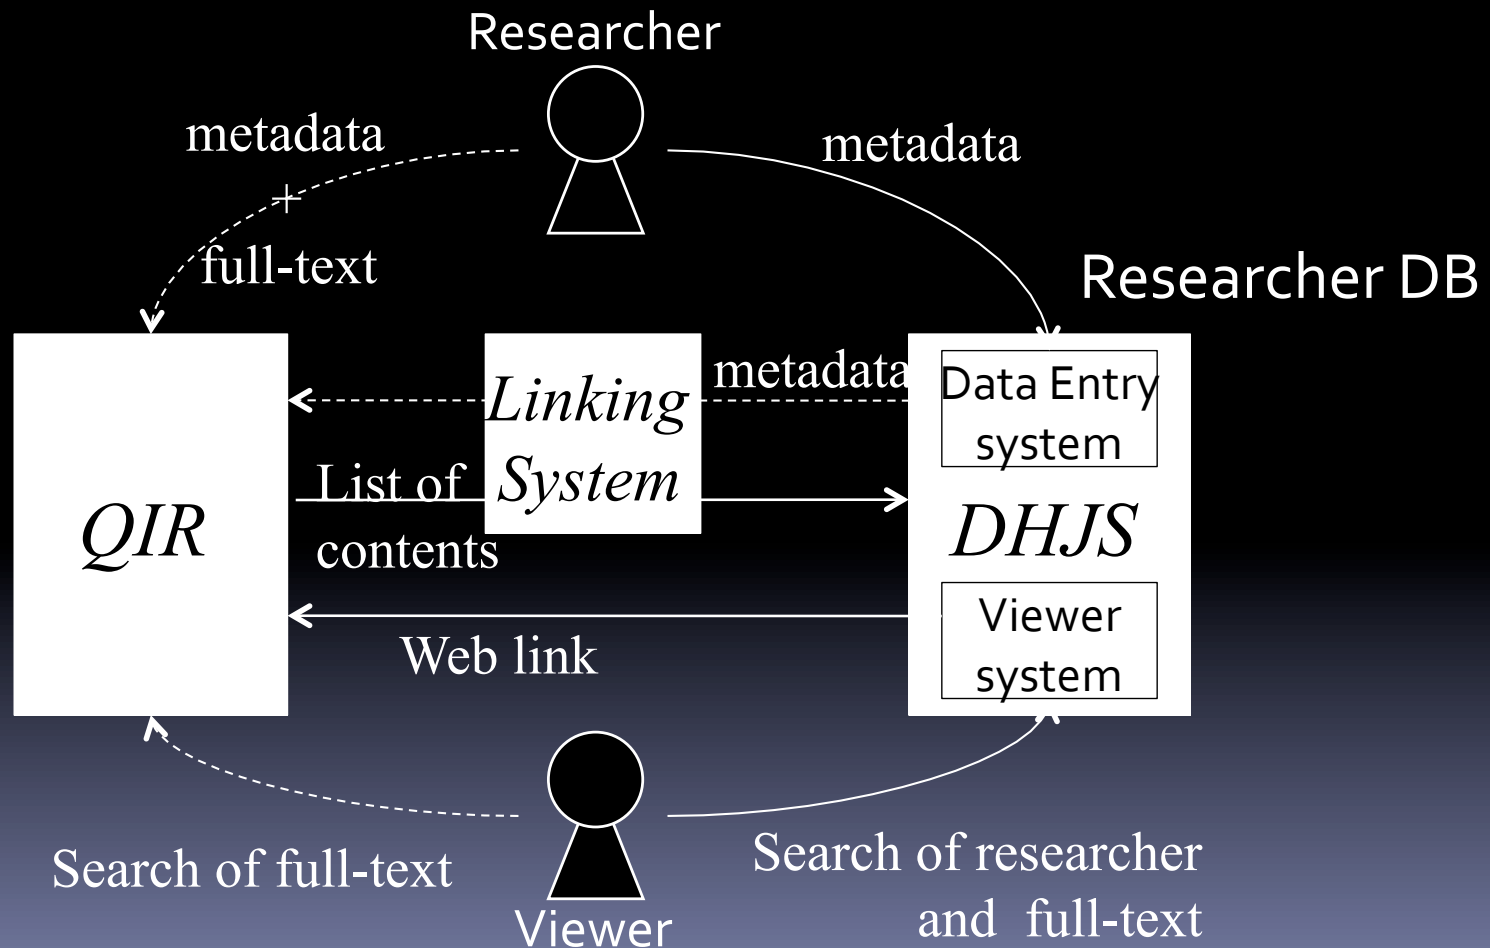 Researcher
metadata
metadata
full-text
Researcher DB
QIR
Linking
System
metadata
Data Entry
system
List of
contents
DHJS
Web link
Viewer
system
Search of full-text
Search of researcher
and full-text
Viewer